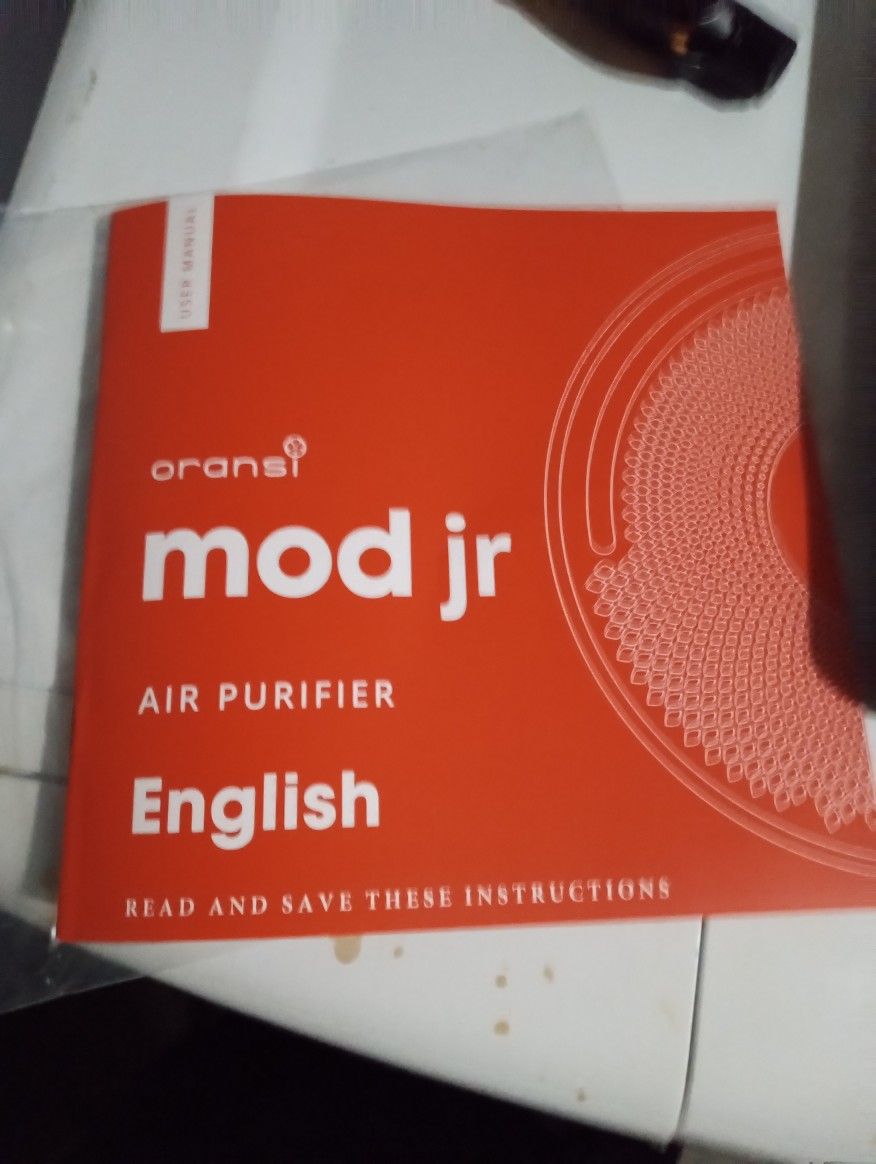 USER MANUAL
oransi
mod jr
AIR PURIFIER
English
READ AND SAVE THESE INSTRUCTIONS